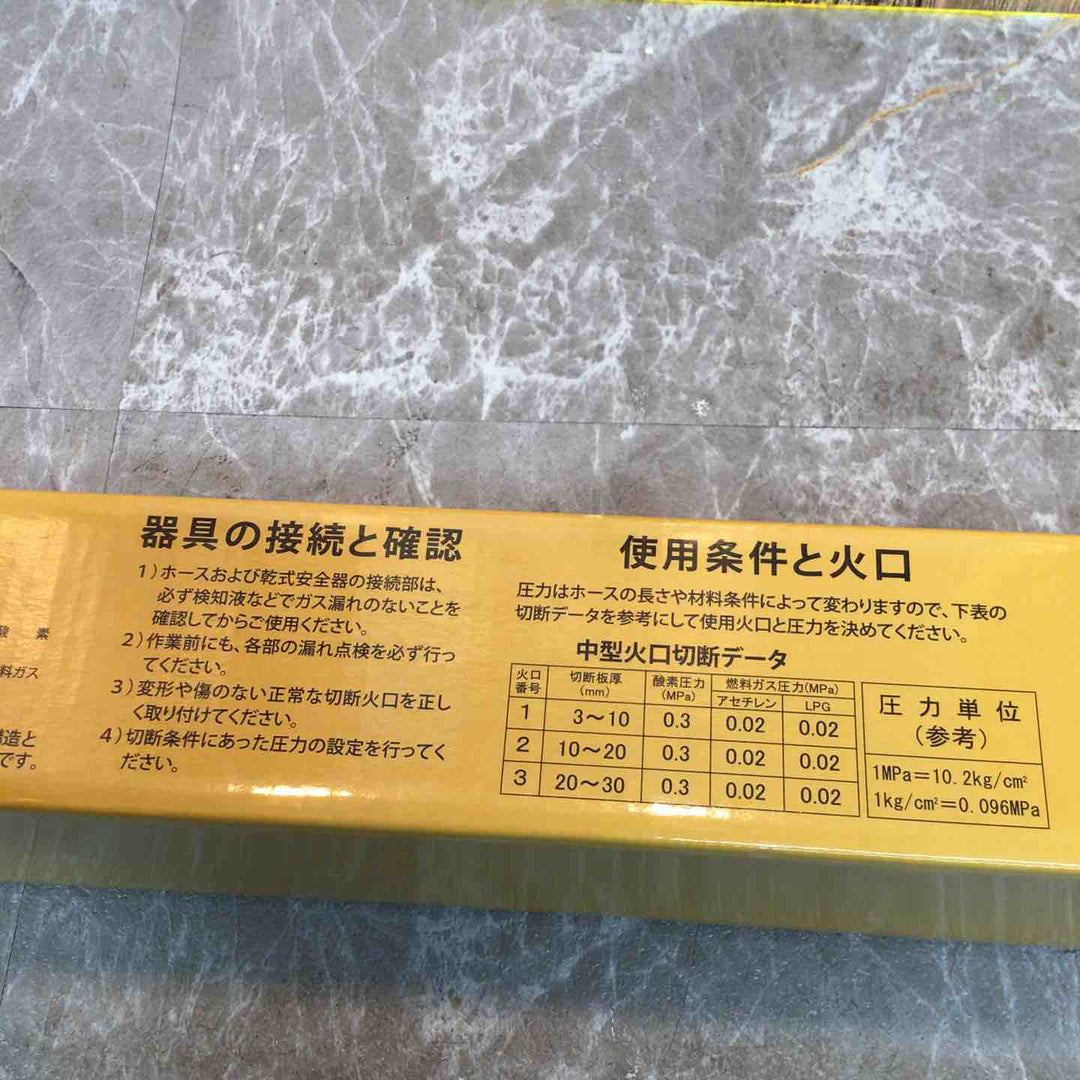 酸 素
料ガス
造と
です。
器具の接続と確認
1)ホースおよび乾式安全器の接続部は、
必ず検知液などでガス漏れのないことを
確認してからご使用ください。
2)作業前にも、各部の漏れ点検を必ず行っ
てください。
3)変形や傷のない正常な切断火口を正し
く取り付けてください。
4)切断条件にあった圧力の設定を行ってく
ださい。
使用条件と火口
圧力はホースの長さや材料条件によって変わりますので、下表の
切断データを参考にして使用火口と圧力を決めてください。
中型火口切断データ
火口番号 切断板厚(mm) 酸素圧力(MPa) 燃料ガス圧力(MPa)
アセチレン LPG
1 3〜10 0.3 0.02 0.02
2 10〜20 0.3 0.02 0.02
3 20〜30 0.3 0.02 0.02
圧力単位
(参考)
1MPa=10.2kg/cm²
1kg/cm²=0.096MPa